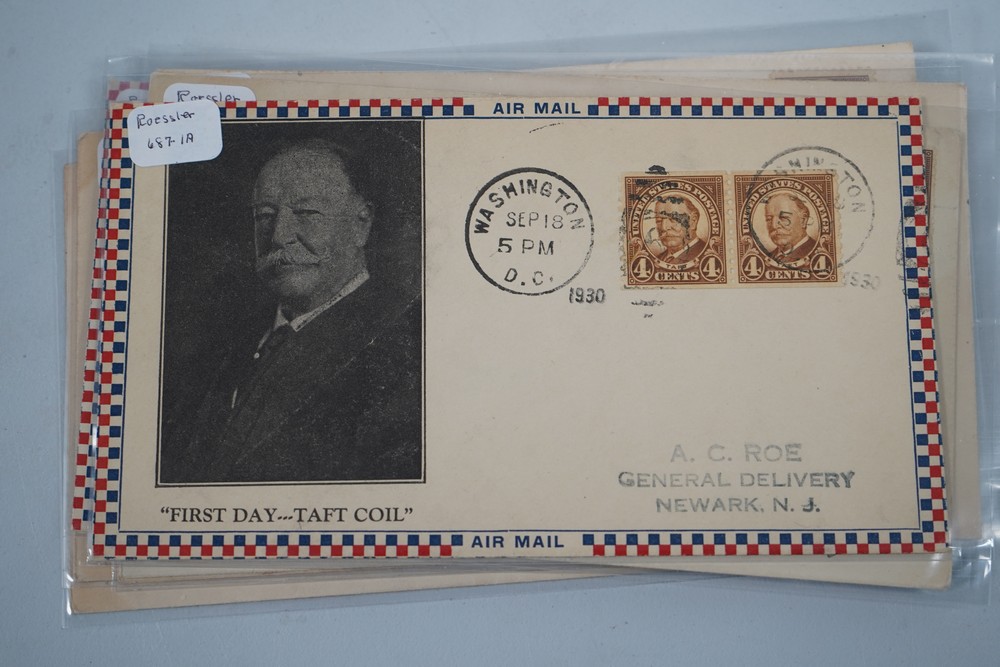 Roessler
Roessler
687-1A
AIR MAIL
WASHINGTON
SEP 18
5 PM
D.C.
1930
UNITED STATES POSTAGE
TAFT
4 CENTS 4
UNITED STATES POSTAGE
4 CENTS 4
1930
"FIRST DAY---TAFT COIL"
A. C. ROE
GENERAL DELIVERY
NEWARK, N. J.
AIR MAIL